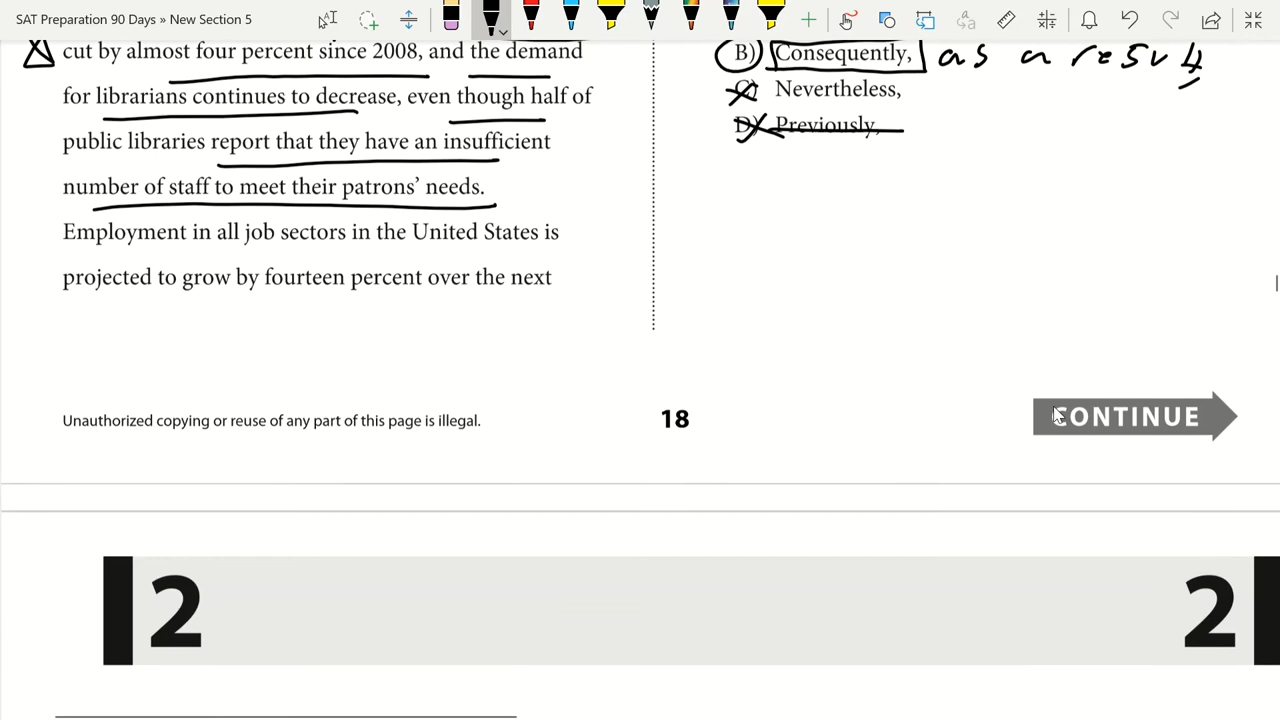 SAT Preparation 90 Days » New Section 5
cut by almost four percent since 2008, and the demand
for librarians continues to decrease, even though half of
public libraries report that they have an insufficient
number of staff to meet their patrons’ needs.
Employment in all job sectors in the United States is
projected to grow by fourteen percent over the next
B) Consequently, as a result
C) Nevertheless,
D) Previously,
Unauthorized copying or reuse of any part of this page is illegal.
18
CONTINUE
2
2